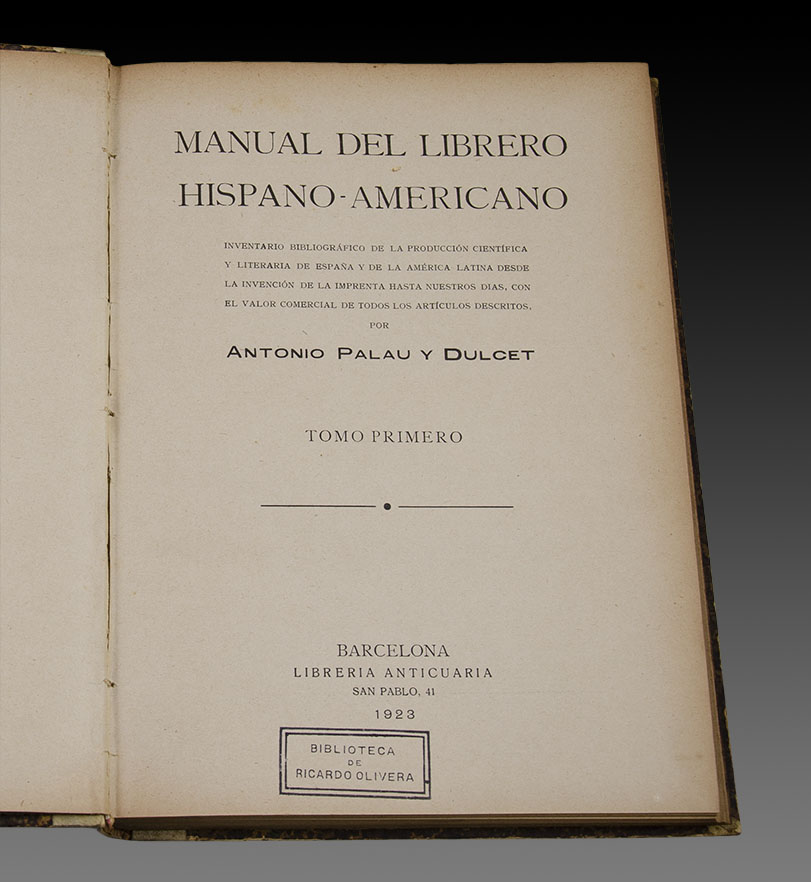 MANUAL DEL LIBRERO
HISPANO-AMERICANO
INVENTARIO BIBLIOGRÁFICO DE LA PRODUCCIÓN CIENTÍFICA
Y LITERARIA DE ESPAÑA Y DE LA AMÉRICA LATINA DESDE
LA INVENCIÓN DE LA IMPRENTA HASTA NUESTROS DIAS, CON
EL VALOR COMERCIAL DE TODOS LOS ARTÍCULOS DESCRITOS,
POR
ANTONIO PALAU Y DULCET
TOMO PRIMERO
BARCELONA
LIBRERIA ANTICUARIA
SAN PABLO, 41
1923
BIBLIOTECA
DE
RICARDO OLIVERA